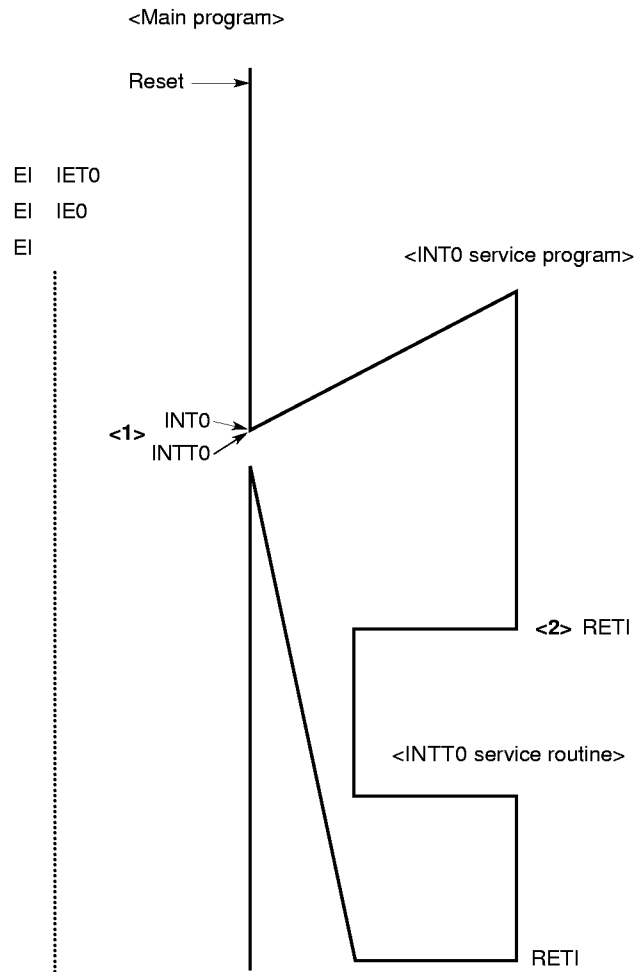 <Main program>
Reset
EI IET0
EI IE0
EI
<INT0 service program>
INT0
<1>
INTT0
<2> RETI
<INTT0 service routine>
RETI